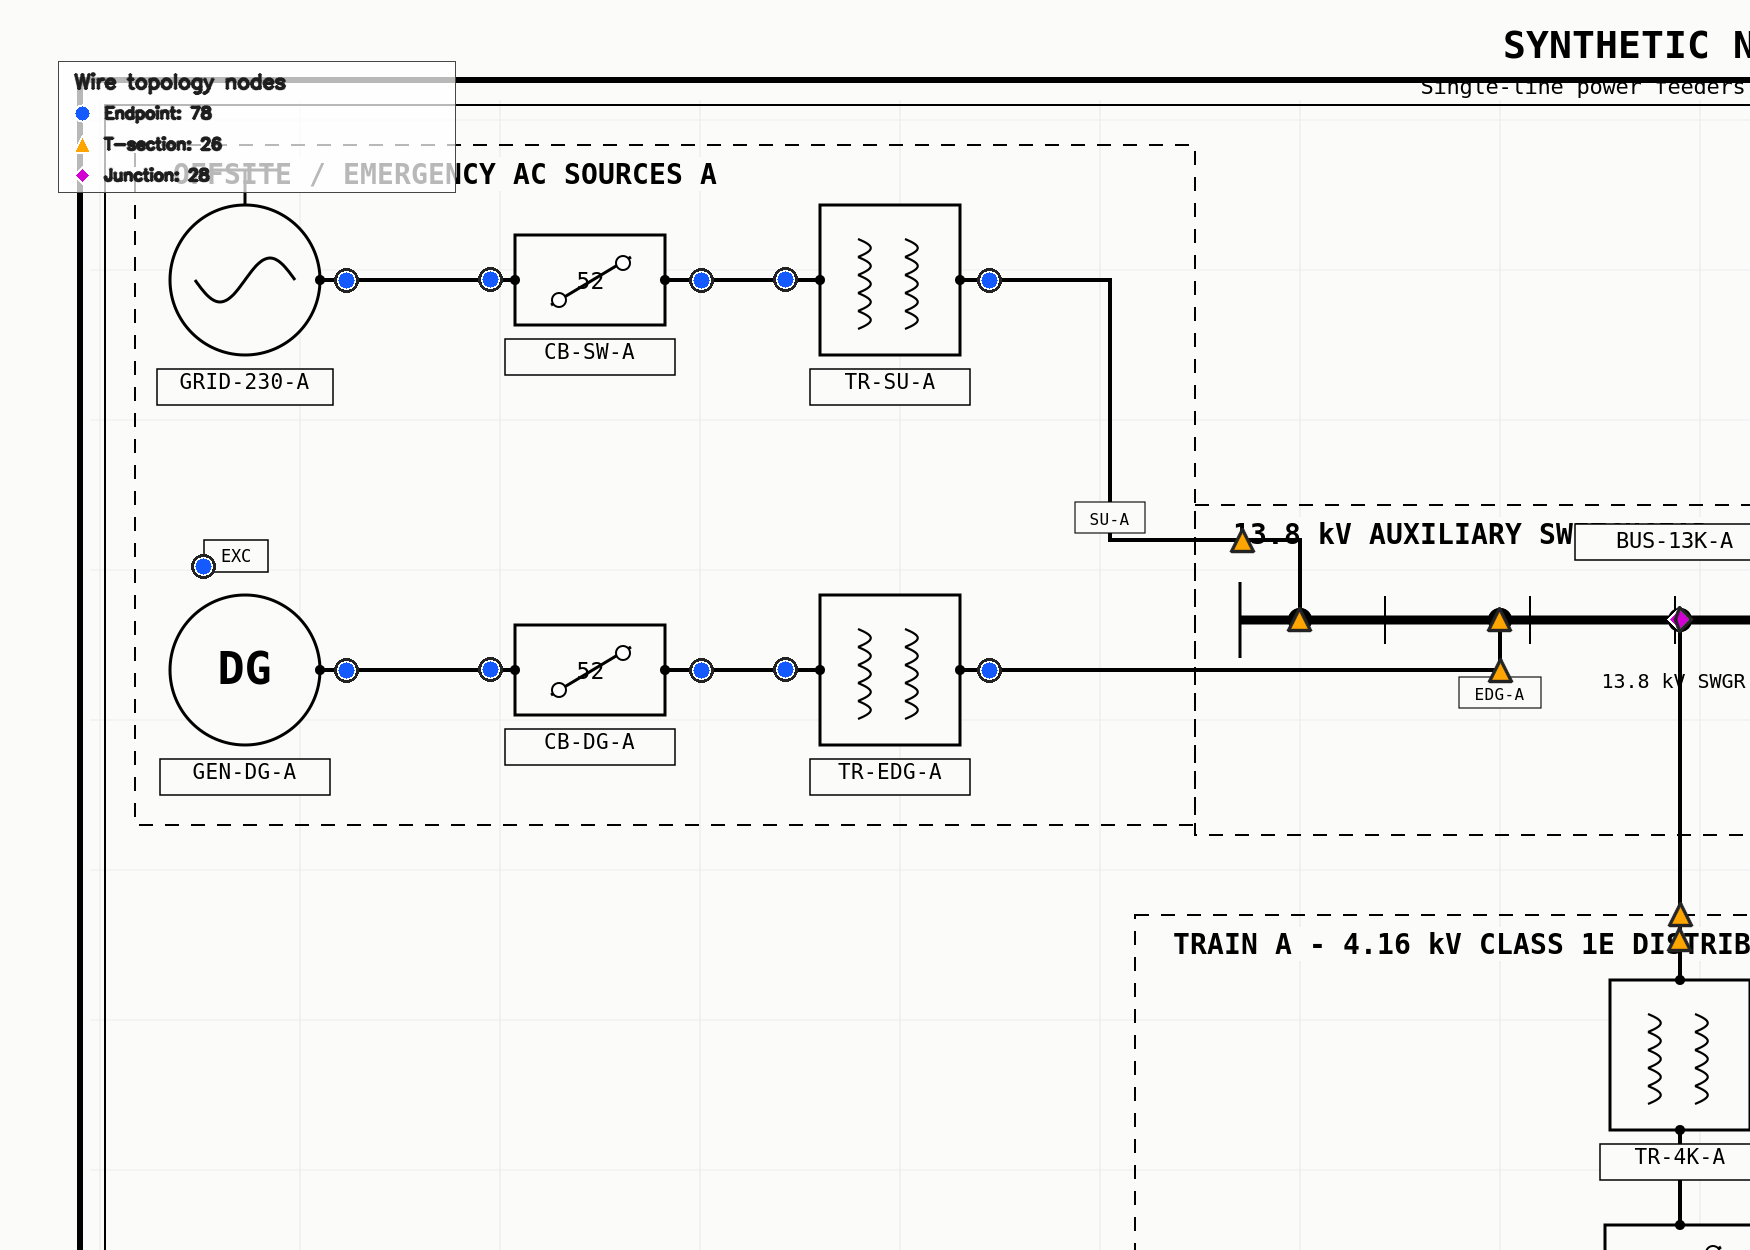 SYNTHETIC N
Single-line power feeders
Wire topology nodes
Endpoint: 78
T-section: 26
Junction: 28
OFFSITE / EMERGENCY AC SOURCES A
52
CB-SW-A
GRID-230-A
TR-SU-A
SU-A
13.8 kV AUXILIARY SW
BUS-13K-A
EXC
DG
52
EDG-A
13.8 kV SWGR
CB-DG-A
GEN-DG-A
TR-EDG-A
TRAIN A - 4.16 kV CLASS 1E DISTRIB
TR-4K-A